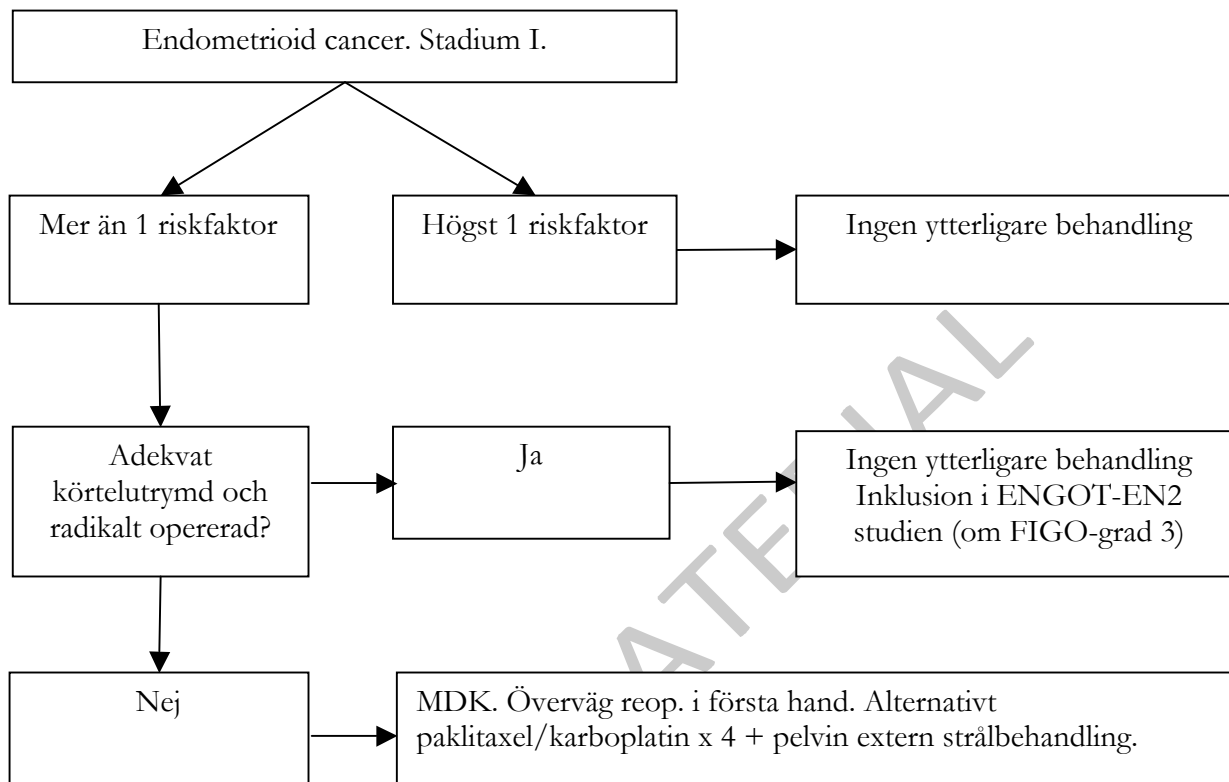 Endometrioid cancer. Stadium I.
Mer än 1 riskfaktor
Högst 1 riskfaktor
Ingen ytterligare behandling
Adekvat
körtelutrymd och
radikalt opererad?
Ja
Ingen ytterligare behandling
Inklusion i ENGOT-EN2
studien (om FIGO-grad 3)
Nej
MDK. Överväg reop. i första hand. Alternativt
paklitaxel/karboplatin x 4 + pelvin extern strålbehandling.
ATERIAL